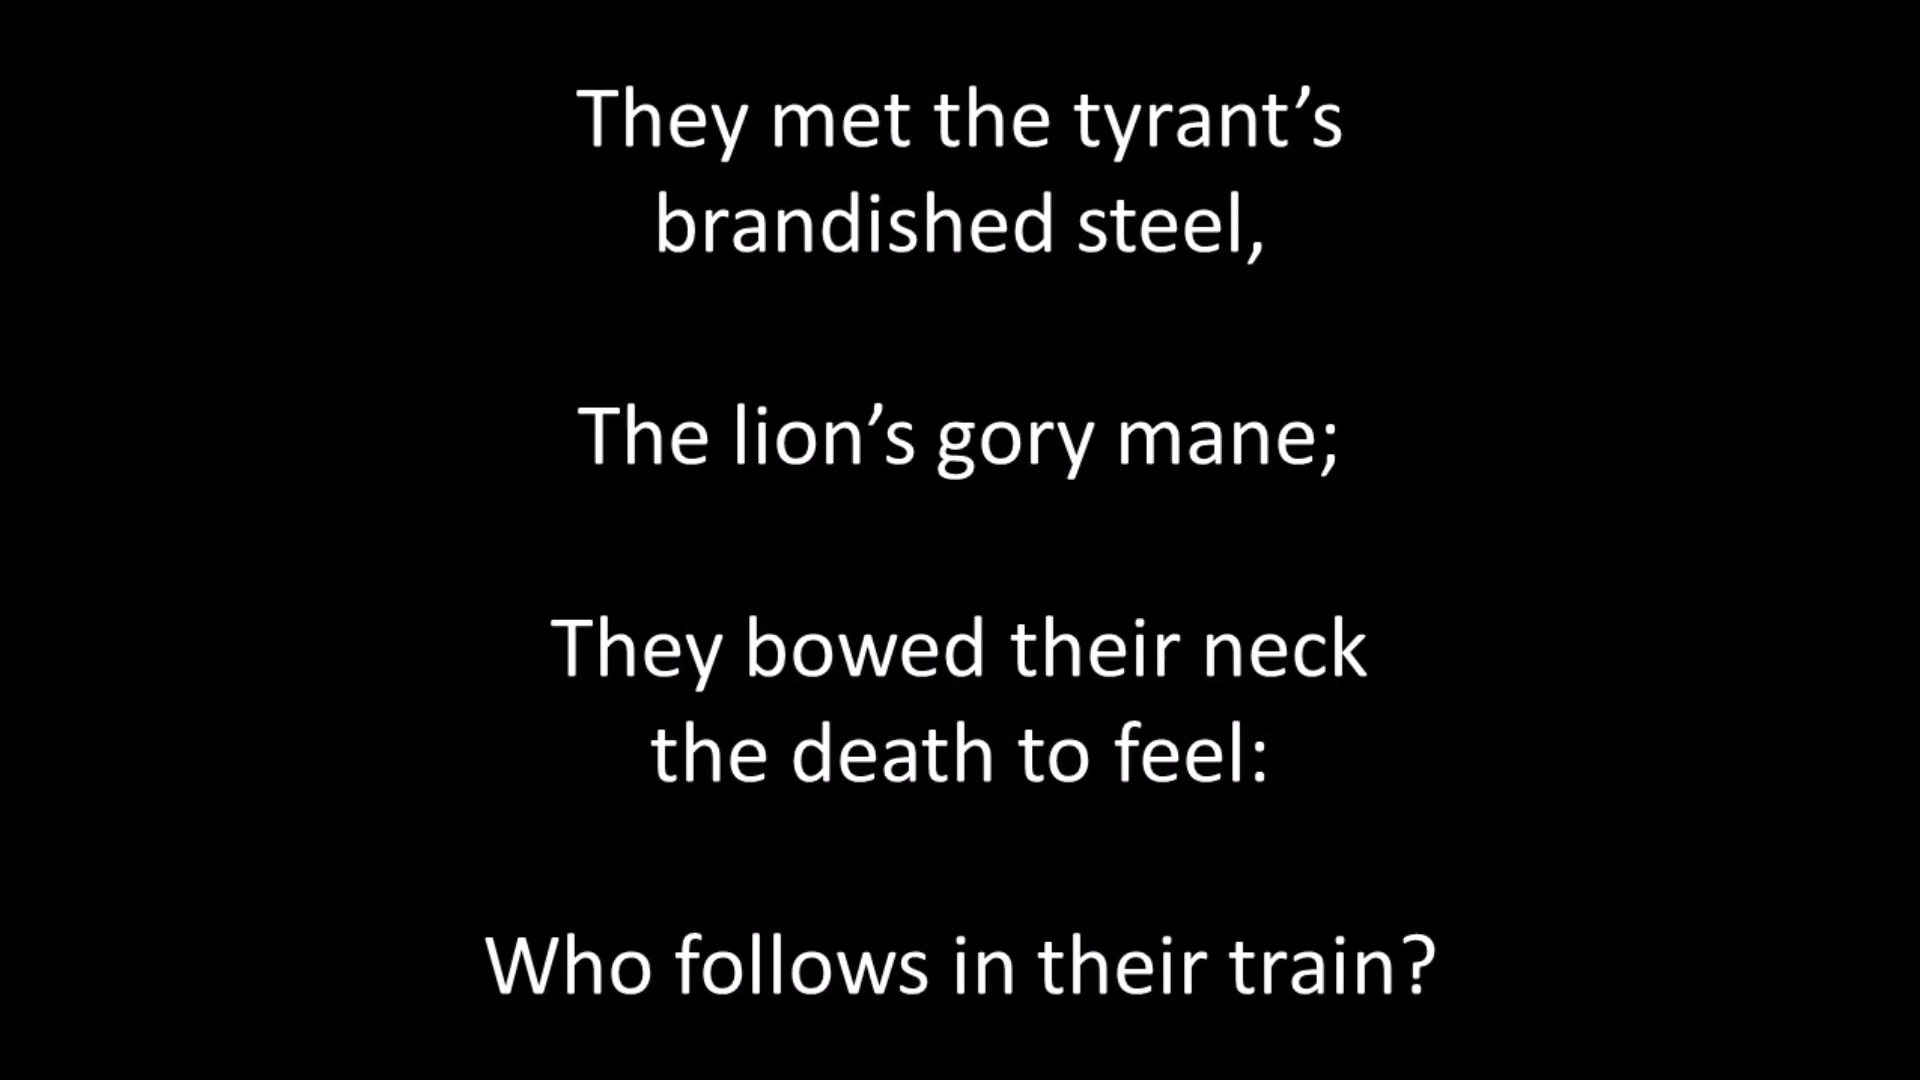 They met the tyrant’s
brandished steel,
The lion’s gory mane;
They bowed their neck
the death to feel:
Who follows in their train?